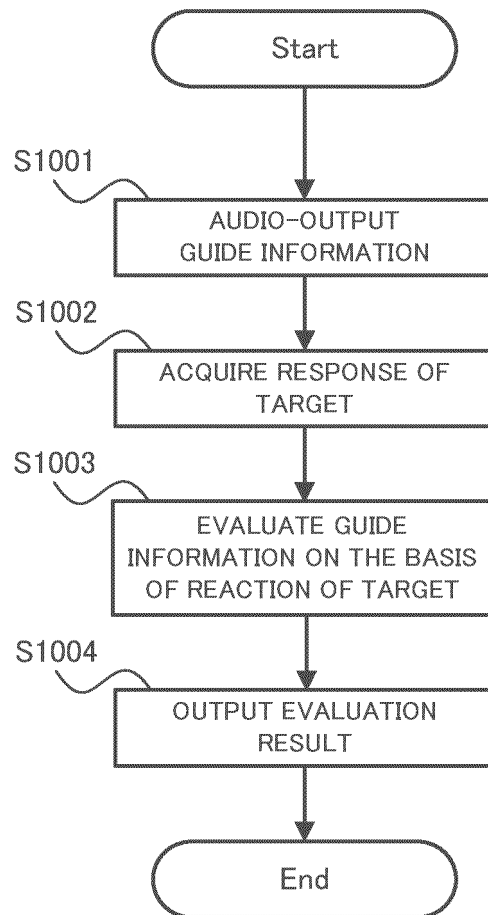 Start
S1001
AUDIO-OUTPUT
GUIDE INFORMATION
S1002
ACQUIRE RESPONSE OF
TARGET
S1003
EVALUATE GUIDE
INFORMATION ON THE BASIS
OF REACTION OF TARGET
S1004
OUTPUT EVALUATION
RESULT
End